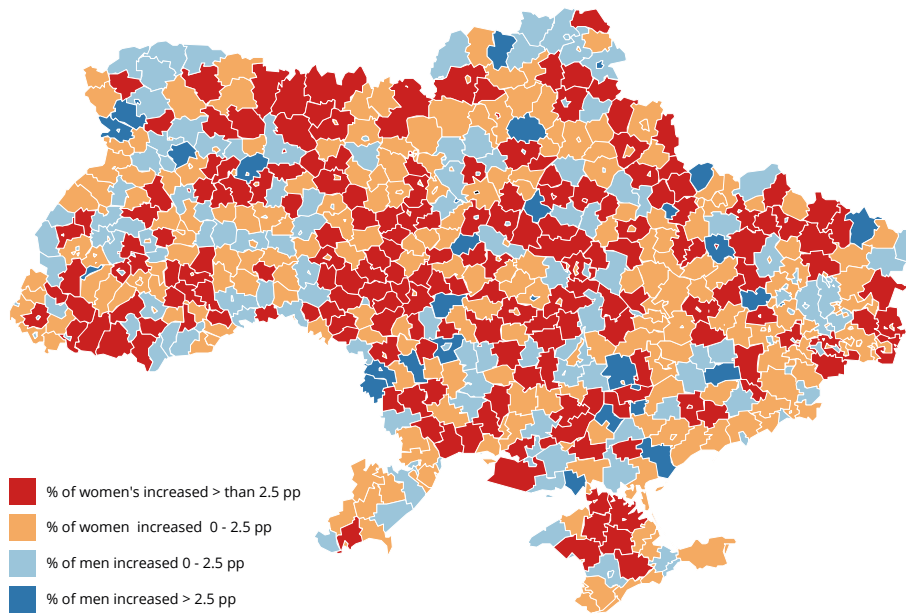 % of women's increased > than 2.5 pp
% of women increased 0 - 2.5 pp
% of men increased 0 - 2.5 pp
% of men increased > 2.5 pp